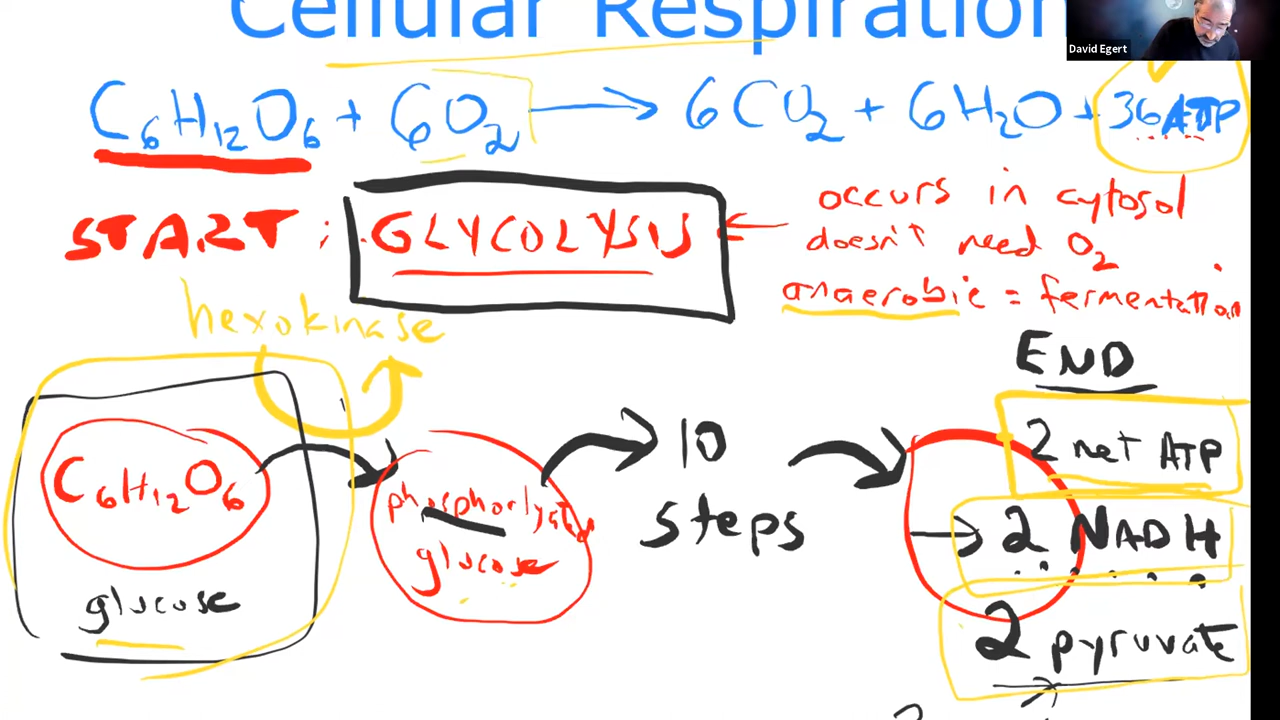 Cellular Respiration
David Egert
C₆H₁₂O₆ + 6O₂ → 6CO₂ + 6H₂O + 36ATP
START : GLYCOLYSIS ← occurs in cytosol
doesn't need O₂
anaerobic = fermentation
hexokinase
END
C₆H₁₂O₆
glucose
phosphorlyated
glucose
10
steps
2 net ATP
→ 2 NADH
2 pyruvate